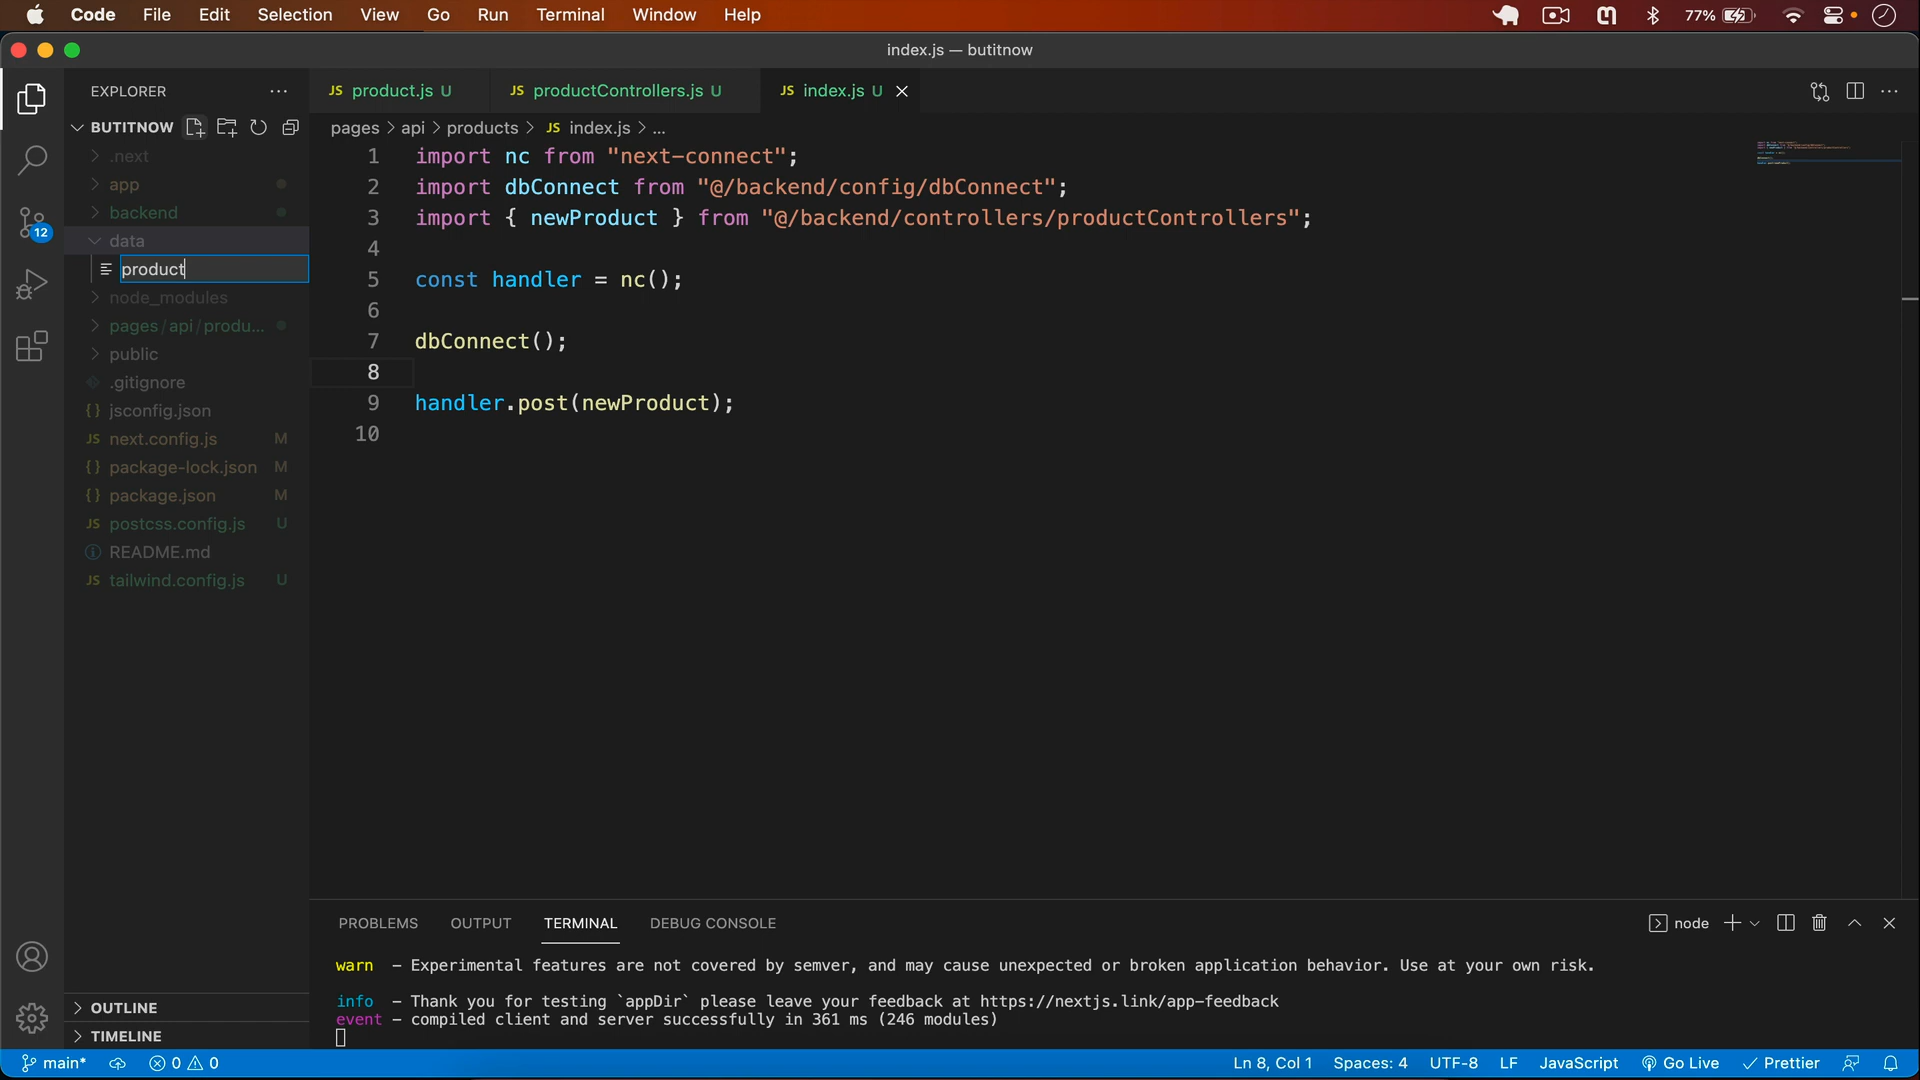 Code File Edit Selection View Go Run Terminal Window Help 77%
index.js — butitnow
EXPLORER
JS product.js U JS productControllers.js U JS index.js U
BUTITNOW
pages > api > products > JS index.js > ...
.next
app
backend
data
product
node_modules
pages/api/produ...
public
.gitignore
{} jsconfig.json
JS next.config.js M
{} package-lock.json M
{} package.json M
JS postcss.config.js U
README.md
JS tailwind.config.js U
12
1 import nc from "next-connect";
2 import dbConnect from "@/backend/config/dbConnect";
3 import { newProduct } from "@/backend/controllers/productControllers";
4
5 const handler = nc();
6
7 dbConnect();
8
9 handler.post(newProduct);
10
PROBLEMS OUTPUT TERMINAL DEBUG CONSOLE node
warn – Experimental features are not covered by semver, and may cause unexpected or broken application behavior. Use at your own risk.
info – Thank you for testing `appDir` please leave your feedback at https://nextjs.link/app-feedback
event – compiled client and server successfully in 361 ms (246 modules)
OUTLINE
TIMELINE
main* 0 0 Ln 8, Col 1 Spaces: 4 UTF-8 LF JavaScript Go Live Prettier